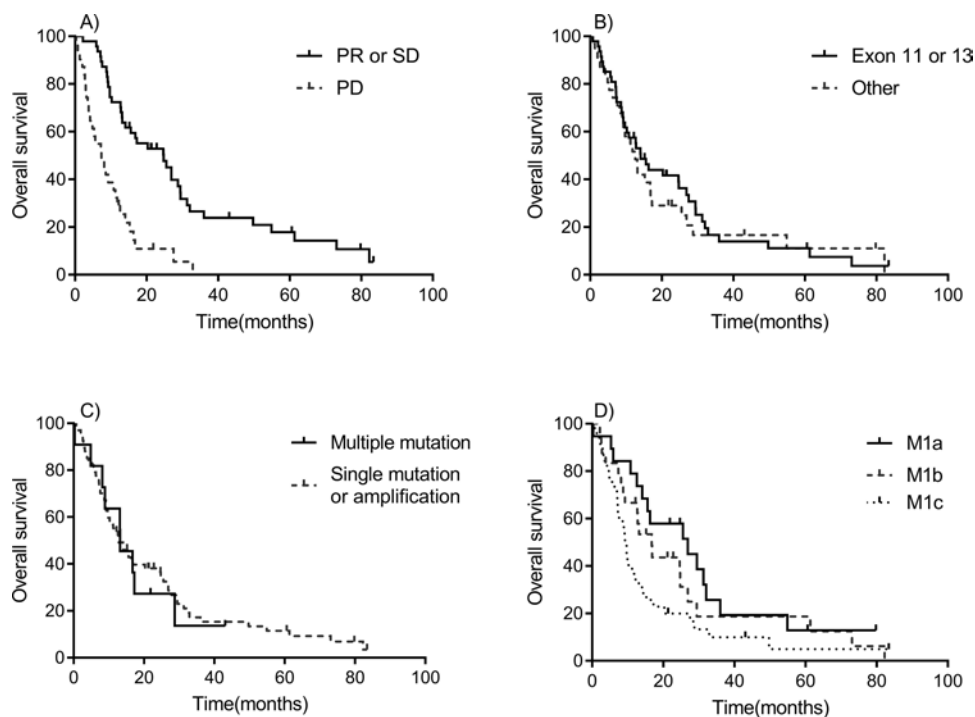 A)
PR or SD
PD
Overall survival
100
80
60
40
20
0
0 20 40 60 80 100
Time(months)
B)
Exon 11 or 13
Other
Overall survival
100
80
60
40
20
0
0 20 40 60 80 100
Time(months)
C)
Multiple mutation
Single mutation
or amplification
Overall survival
100
80
60
40
20
0
0 20 40 60 80 100
Time(months)
D)
M1a
M1b
M1c
Overall survival
100
80
60
40
20
0
0 20 40 60 80 100
Time(months)